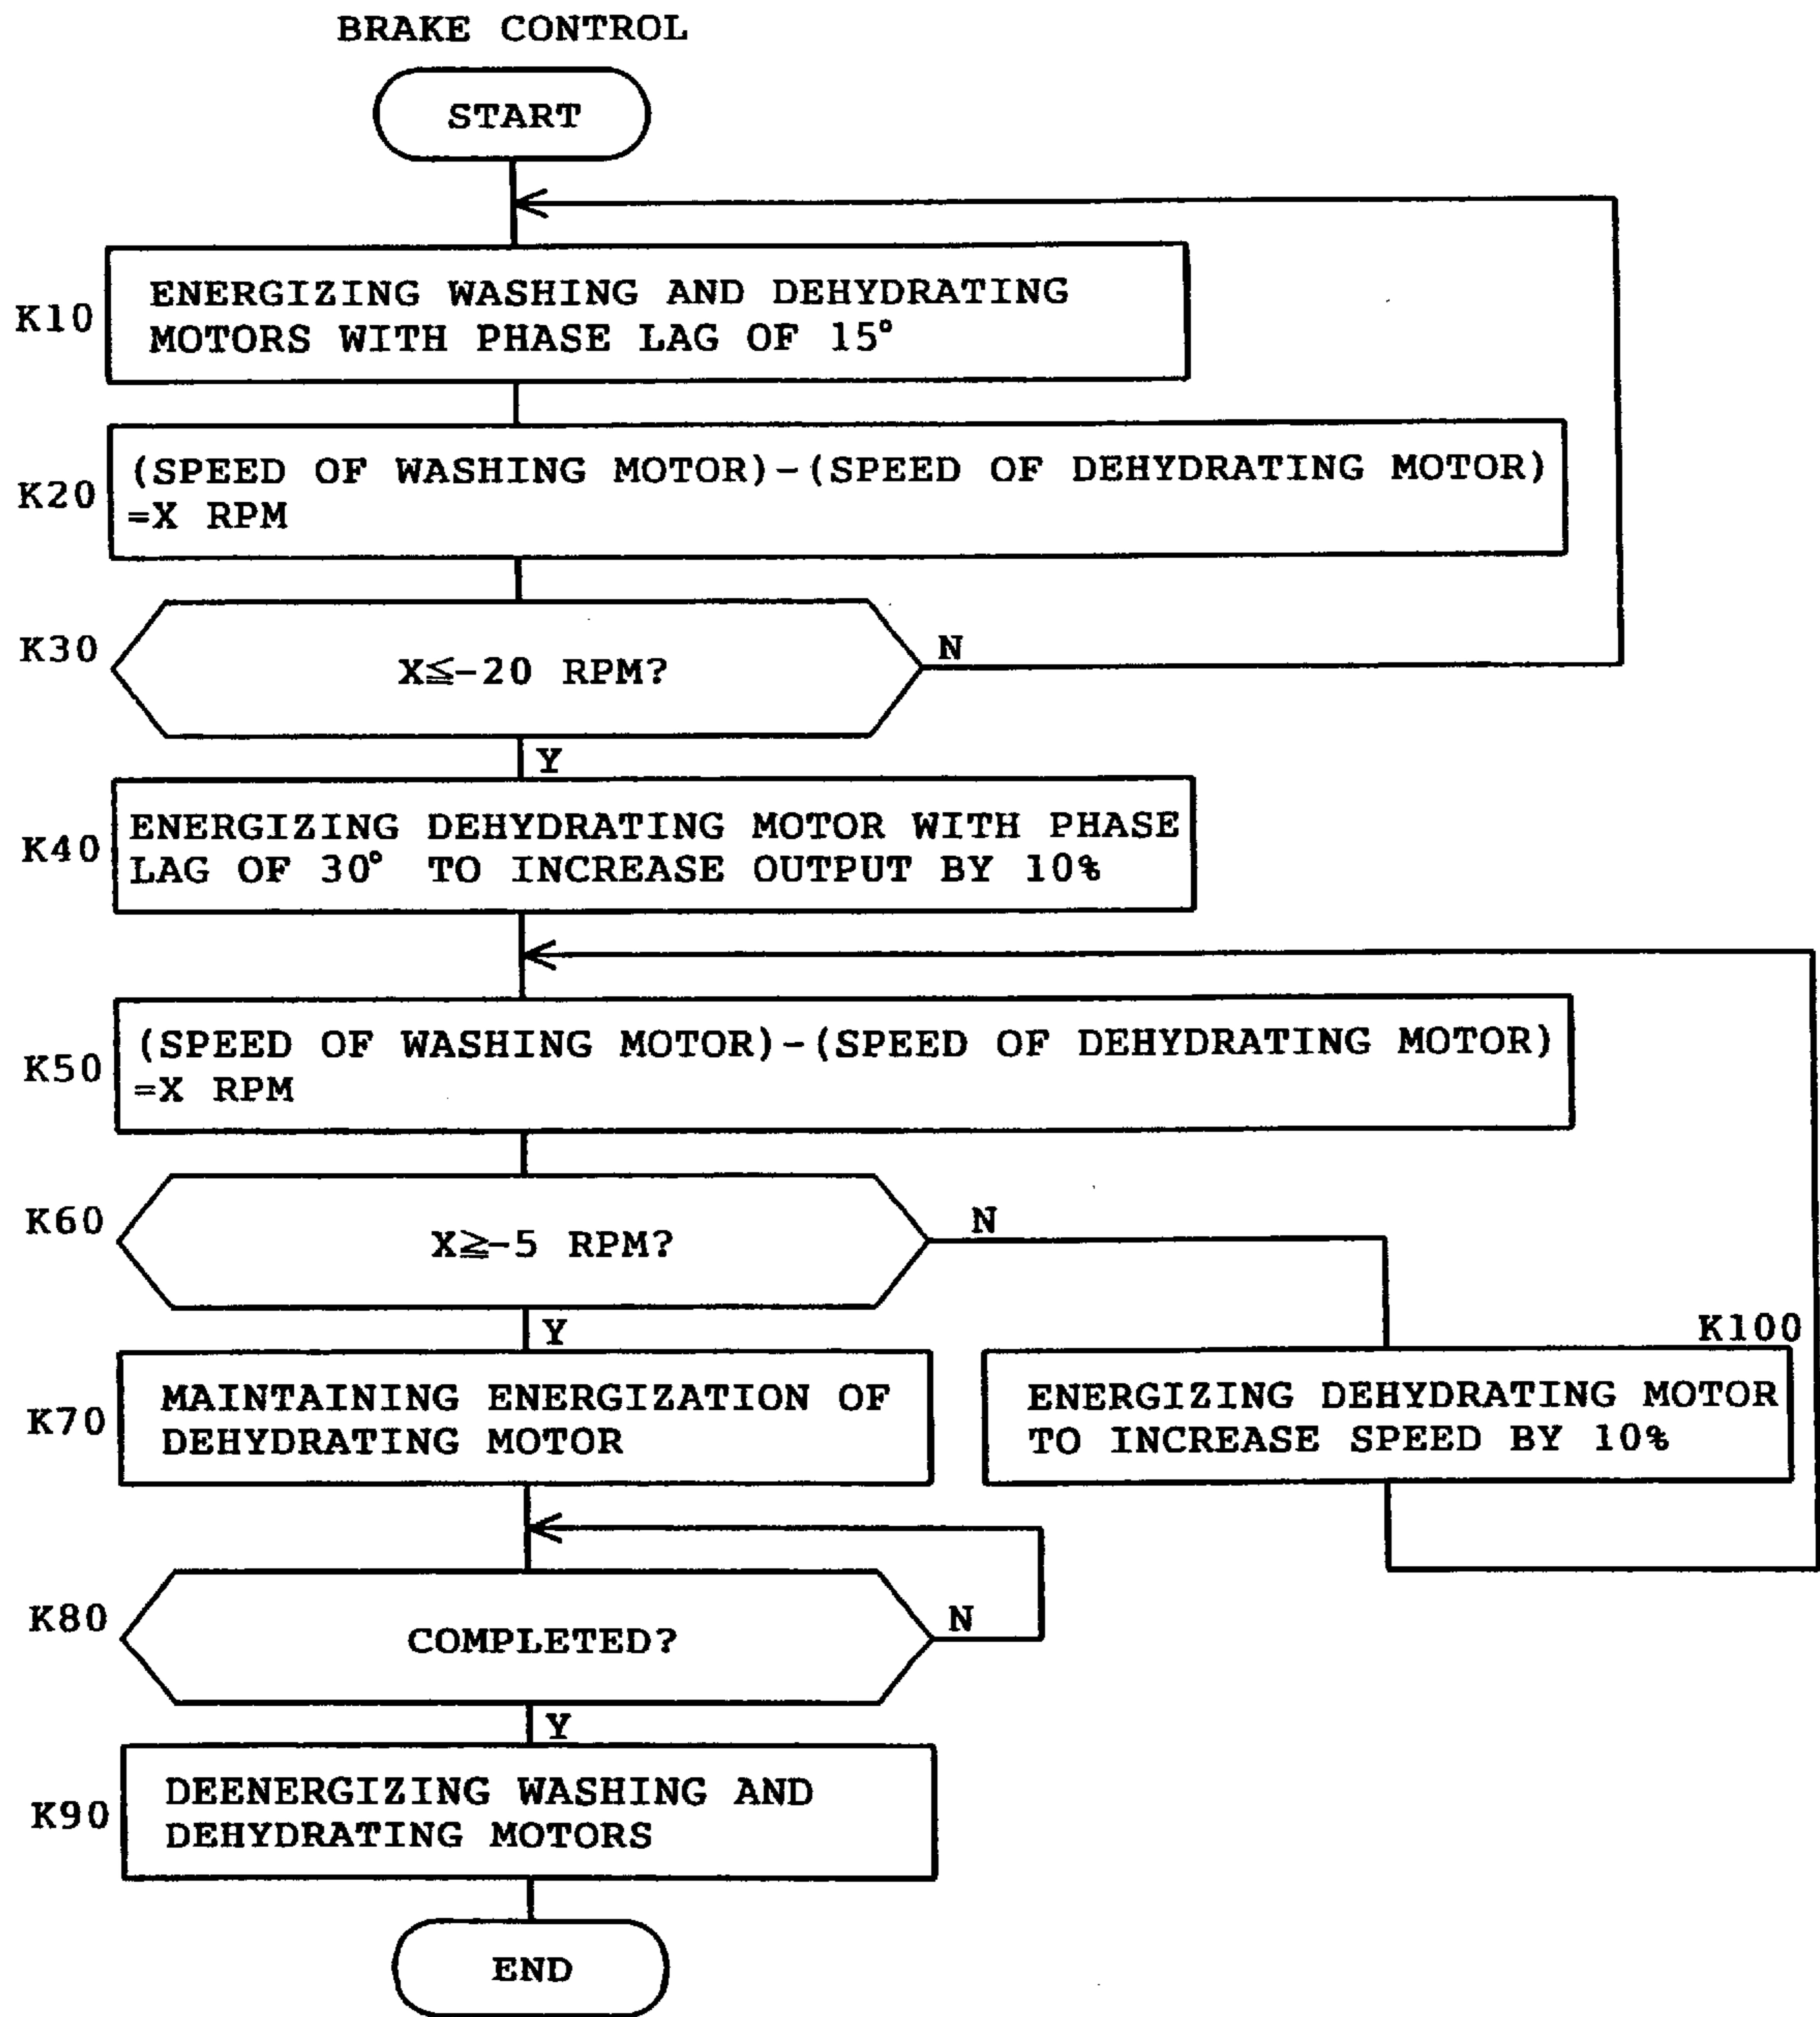 BRAKE CONTROL
START
K10
ENERGIZING WASHING AND DEHYDRATING
MOTORS WITH PHASE LAG OF 15°
K20
(SPEED OF WASHING MOTOR)-(SPEED OF DEHYDRATING MOTOR)
=X RPM
K30
X≦-20 RPM?
N
Y
K40
ENERGIZING DEHYDRATING MOTOR WITH PHASE
LAG OF 30° TO INCREASE OUTPUT BY 10%
K50
(SPEED OF WASHING MOTOR)-(SPEED OF DEHYDRATING MOTOR)
=X RPM
K60
X≧-5 RPM?
N
Y
K100
K70
MAINTAINING ENERGIZATION OF
DEHYDRATING MOTOR
ENERGIZING DEHYDRATING MOTOR
TO INCREASE SPEED BY 10%
K80
COMPLETED?
N
Y
K90
DEENERGIZING WASHING AND
DEHYDRATING MOTORS
END